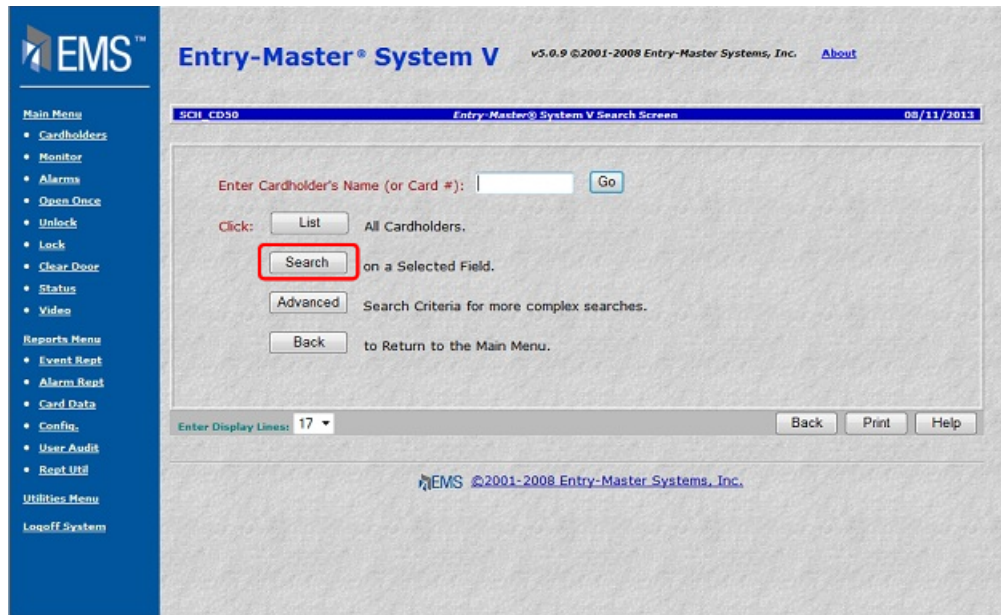 EMS™
Entry-Master® System V
v5.0.9 ©2001-2008 Entry-Master Systems, Inc.
About
Main Menu
• Cardholders
• Monitor
• Alarms
• Open Once
• Unlock
• Lock
• Clear Door
• Status
• Video
Reports Menu
• Event Rept
• Alarm Rept
• Card Data
• Config.
• User Audit
• Rept Util
Utilities Menu
Logoff System
SCH_CD50 Entry-Master® System V Search Screen 08/11/2013
Enter Cardholder's Name (or Card #): Go
Click: List All Cardholders.
Search on a Selected Field.
Advanced Search Criteria for more complex searches.
Back to Return to the Main Menu.
Enter Display Lines: 17 Back Print Help
EMS ©2001-2008 Entry-Master Systems, Inc.